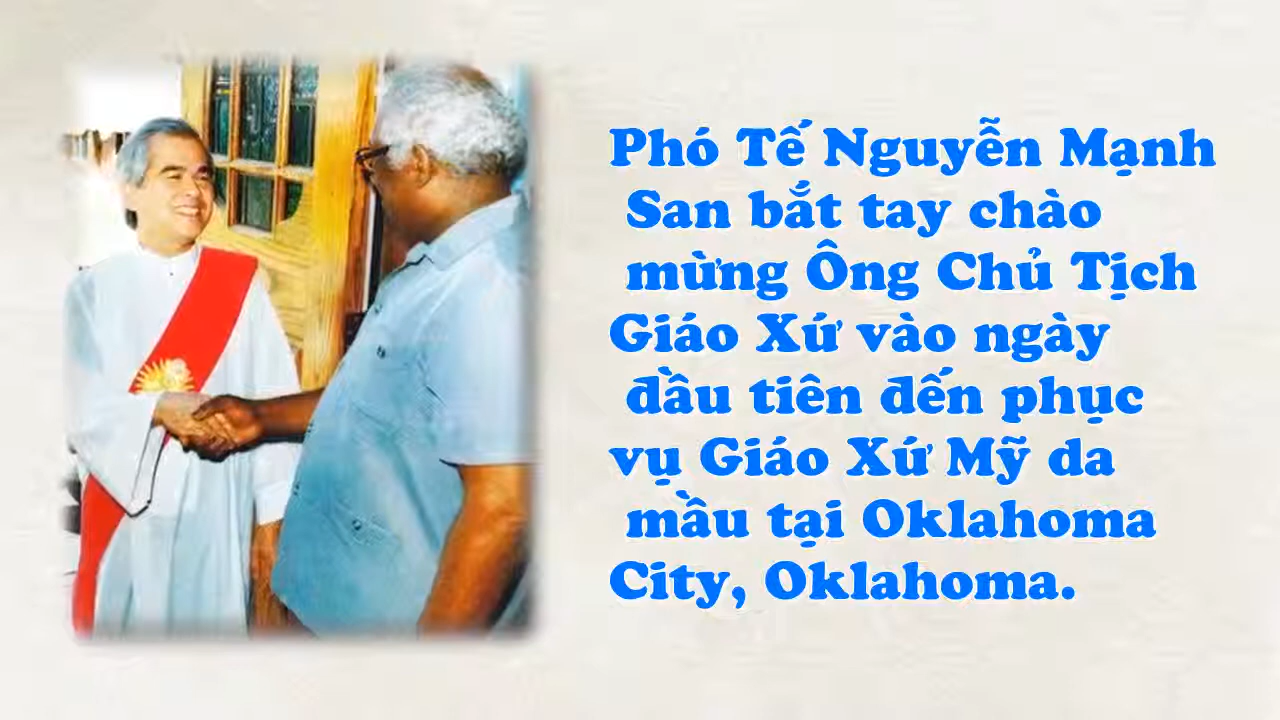 Phó Tế Nguyễn Mạnh
San bắt tay chào
mừng Ông Chủ Tịch
Giáo Xứ vào ngày
đầu tiên đến phục
vụ Giáo Xứ Mỹ da
mầu tại Oklahoma
City, Oklahoma.